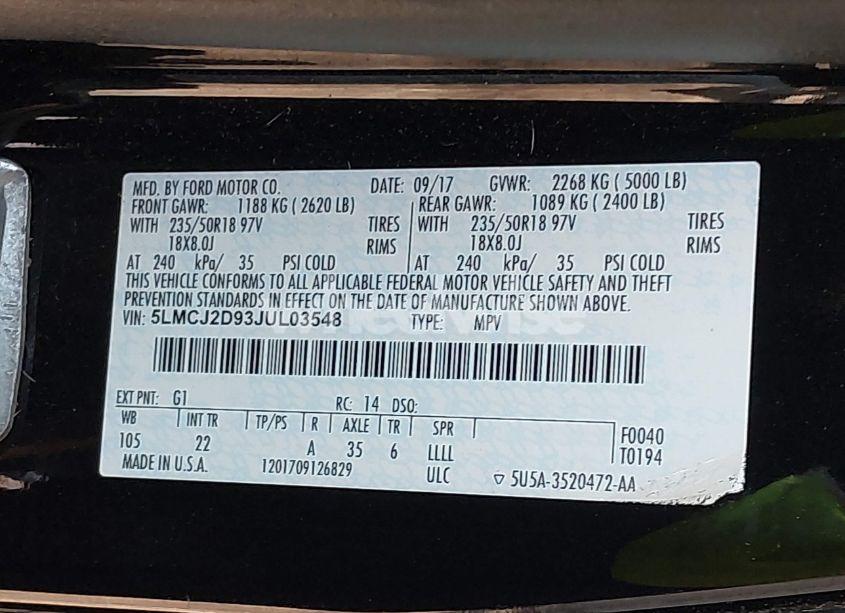 MFD. BY FORD MOTOR CO. DATE: 09/17 GVWR: 2268 KG ( 5000 LB)
FRONT GAWR: 1188 KG ( 2620 LB) REAR GAWR: 1089 KG ( 2400 LB)
WITH 235/50R18 97V TIRES WITH 235/50R18 97V TIRES
18X8.0J RIMS 18X8.0J RIMS
AT 240 kPa/ 35 PSI COLD AT 240 kPa/ 35 PSI COLD
THIS VEHICLE CONFORMS TO ALL APPLICABLE FEDERAL MOTOR VEHICLE SAFETY AND THEFT
PREVENTION STANDARDS IN EFFECT ON THE DATE OF MANUFACTURE SHOWN ABOVE.
VIN: 5LMCJ2D93JUL03548 TYPE: MPV
EXT PNT: G1 RC: 14 DSO:
WB INT TR TP/PS R AXLE TR SPR F0040
105 22 A 35 6 LLLL T0194
MADE IN U.S.A. 1201709126829 ULC ▽ 5U5A-3520472-AA